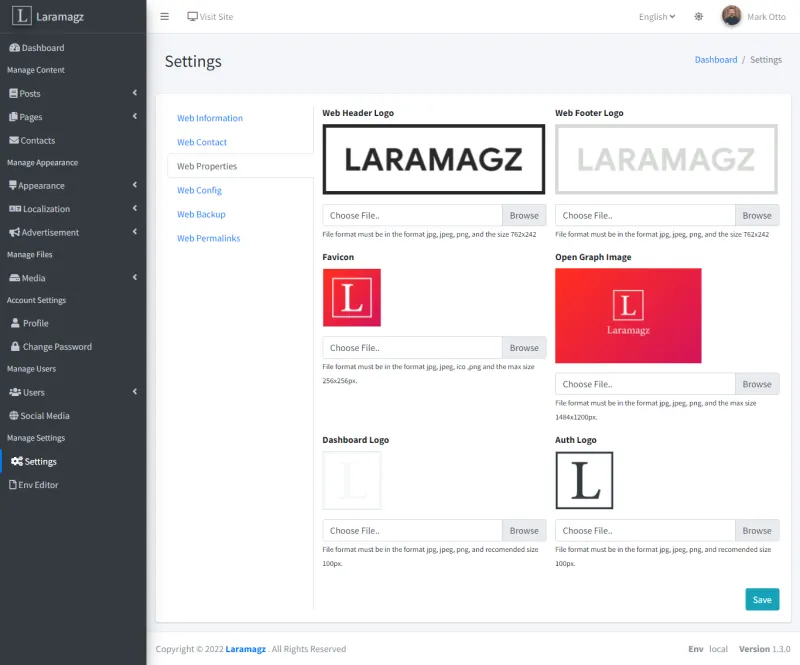 L Laramagz
Visit Site
English
Mark Otto
Dashboard
Manage Content
Posts
Pages
Contacts
Manage Appearance
Appearance
Localization
Advertisement
Manage Files
Media
Account Settings
Profile
Change Password
Manage Users
Users
Social Media
Manage Settings
Settings
Env Editor
Settings
Dashboard / Settings
Web Information
Web Contact
Web Properties
Web Config
Web Backup
Web Permalinks
Web Header Logo
LARAMAGZ
Choose File.. Browse
File format must be in the format jpg, jpeg, png, and the size 762x242
Web Footer Logo
LARAMAGZ
Choose File.. Browse
File format must be in the format jpg, jpeg, png, and the size 762x242
Favicon
L
Choose File.. Browse
File format must be in the format jpg, jpeg, ico ,png and the max size
256x256px.
Open Graph Image
L
Laramagz
Choose File.. Browse
File format must be in the format jpg, jpeg, png, and the max size
1484x1200px.
Dashboard Logo
L
Choose File.. Browse
File format must be in the format jpg, jpeg, png, and recomended size
100px.
Auth Logo
L
Choose File.. Browse
File format must be in the format jpg, jpeg, png, and recomended size
100px.
Save
Copyright © 2022 Laramagz . All Rights Reserved
Env local Version 1.3.0